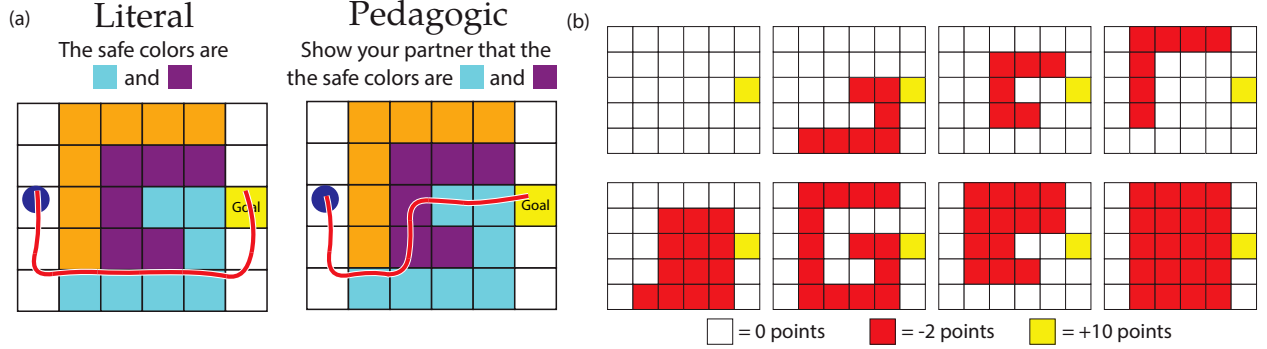 (a)
Literal
The safe colors are
and
Goal
Pedagogic
Show your partner that the
the safe colors are and
Goal
(b)
= 0 points
= -2 points
= +10 points